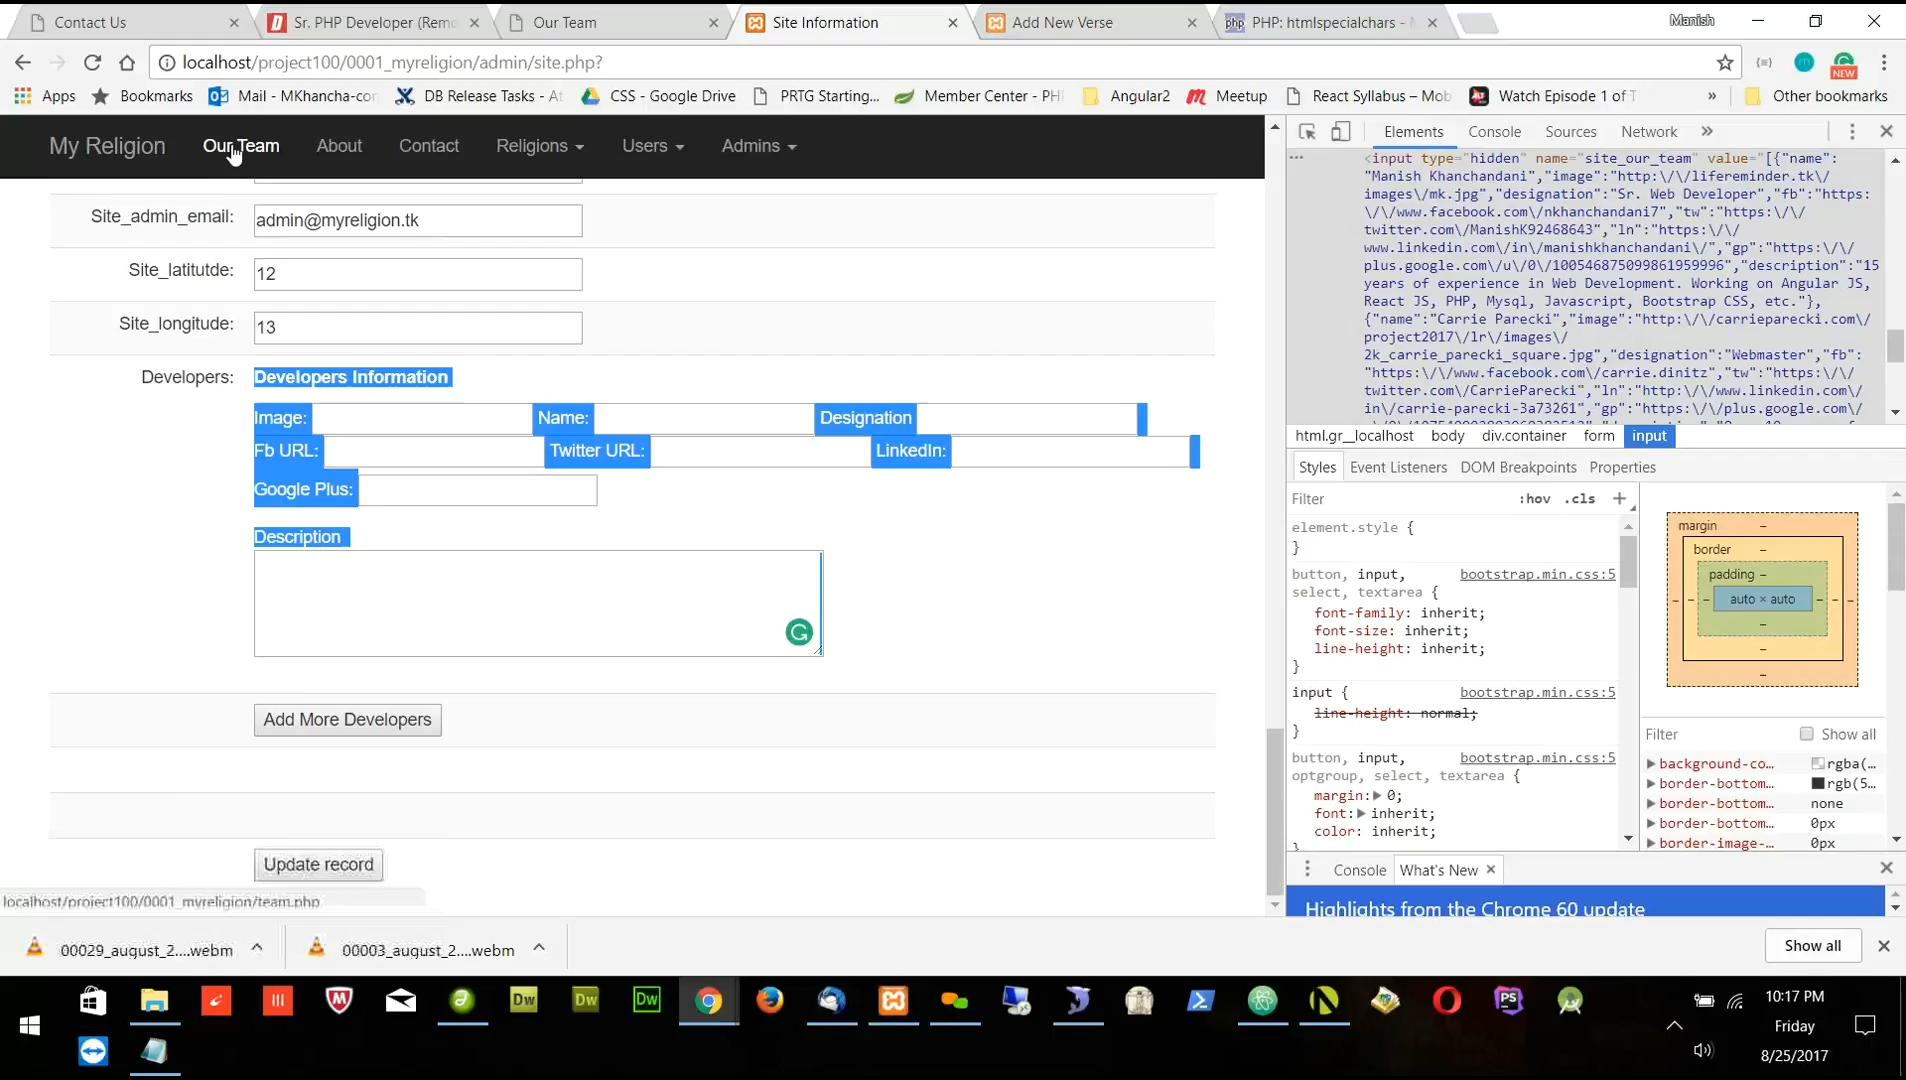 Contact Us
Sr. PHP Developer (Remo
Our Team
Site Information
Add New Verse
PHP: htmlspecialchars -
Manish
localhost/project100/0001_myreligion/admin/site.php?
Apps
Bookmarks
Mail - MKhancha-cor
DB Release Tasks - At
CSS - Google Drive
PRTG Starting...
Member Center - PHI
Angular2
Meetup
React Syllabus – Mob
Watch Episode 1 of T
»
Other bookmarks
NEW
My Religion
Our Team
About
Contact
Religions
Users
Admins
Site_admin_email:
admin@myreligion.tk
Site_latitutde:
12
Site_longitude:
13
Developers:
Developers Information
Image:
Name:
Designation
Fb URL:
Twitter URL:
LinkedIn:
Google Plus:
Description
Add More Developers
Update record
localhost/project100/0001_myreligion/team.php
Elements
Console
Sources
Network
»
<input type="hidden" name="site_our_team" value="[{"name":
"Manish Khanchandani","image":"http:\/\/lifereminder.tk\/
images\/mk.jpg","designation":"Sr. Web Developer","fb":"https:
\/\/www.facebook.com\/nkhanchandani7","tw":"https:\/\/
twitter.com\/ManishK92468643","ln":"https:\/\/
www.linkedin.com\/in\/manishkhanchandani\/","gp":"https:\/\/
plus.google.com\/u\/0\/100546875099861959996","description":"15
years of experience in Web Development. Working on Angular JS,
React JS, PHP, Mysql, Javascript, Bootstrap CSS, etc."},
{"name":"Carrie Parecki","image":"http:\/\/carrieparecki.com\/
project2017\/lr\/images\/
2k_carrie_parecki_square.jpg","designation":"Webmaster","fb":
"https:\/\/www.facebook.com\/carrie.dinitz","tw":"https:\/\/
twitter.com\/CarrieParecki","ln":"http:\/\/www.linkedin.com\/
in\/carrie-parecki-3a73261","gp":"https:\/\/plus.google.com\/
html.gr__localhost
body
div.container
form
input
Styles
Event Listeners
DOM Breakpoints
Properties
Filter
:hov
.cls
+
element.style {
}
button, input,
bootstrap.min.css:5
select, textarea {
font-family: inherit;
font-size: inherit;
line-height: inherit;
}
input {
bootstrap.min.css:5
line-height: normal;
}
button, input,
bootstrap.min.css:5
optgroup, select, textarea {
margin: 0;
font: inherit;
color: inherit;
margin
–
border
–
padding
–
auto × auto
Filter
Show all
background-co...
rgba(...
border-bottom...
rgb(5...
border-bottom...
none
border-bottom...
0px
border-image-...
0px
Console
What's New
Highlights from the Chrome 60 update
00029_august_2....webm
00003_august_2....webm
Show all
Dw
Dw
Dw
PS
10:17 PM
Friday
8/25/2017